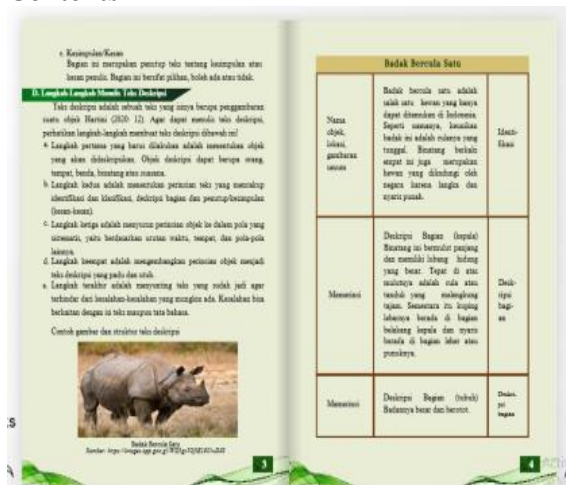 c. Kesimpulan/Kesan
Bagian ini merupakan penutup teks tentang kesimpulan atau
kesan penulis. Bagian ini bersifat pilihan, boleh ada atau tidak.
D. Langkah-Langkah Menulis Teks Deskripsi
Teks deskripsi adalah sebuah teks yang isinya berupa penggambaran
suatu objek Hartini (2020: 12). Agar dapat menulis teks deskripsi,
perhatikan langkah-langkah membuat teks deskripsi dibawah ini!
a. Langkah pertama yang harus dilakukan adalah menentukan objek
yang akan dideskripsikan. Objek deskripsi dapat berupa orang,
tempat, benda, binatang atau suasana.
b. Langkah kedua adalah menentukan perincian teks yang mencakup
identifikasi dan klasifikasi, deskripsi bagian dan penutup/kesimpulan
(kesan-kesan).
c. Langkah ketiga adalah menyusun perincian objek ke dalam pola yang
sistematis, yaitu berdasarkan urutan waktu, tempat, dan pola-pola
lainnya.
d. Langkah keempat adalah mengembangkan perincian objek menjadi
teks deskripsi yang padu dan utuh.
e. Langkah terakhir adalah menyunting teks yang sudah jadi agar
terhindar dari kesalahan-kesalahan yang mungkin ada. Kesalahan bisa
berkaitan dengan isi teks maupun tata bahasa.
Contoh gambar dan struktur teks deskripsi
Badak Bercula Satu
3
Badak Bercula Satu
Nama
objek,
lokasi,
gambaran
umum
Badak bercula satu adalah
salah satu hewan yang hanya
dapat ditemukan di Indonesia.
Seperti namanya, keunikan
badak ini adalah culanya yang
tunggal. Binatang berkaki
empat ini juga merupakan
hewan yang dilindungi oleh
negara karena langka dan
nyaris punah.
Identi-
fikasi
Memerinci
Deskripsi Bagian (kepala)
Binatang ini bermulut panjang
dan memiliki lubang hidung
yang besar. Tepat di atas
mulutnya adalah cula atau
tanduk yang melengkung
tajam. Sementara itu kuping
lebarnya berada di bagian
belakang kepala dan nyaris
berada di bagian leher atau
pundaknya.
Desk-
ripsi
bagi-
an
Memerinci
Deskripsi Bagian (tubuh)
Badannya besar dan berotot.
Deskri-
psi
bagian
4